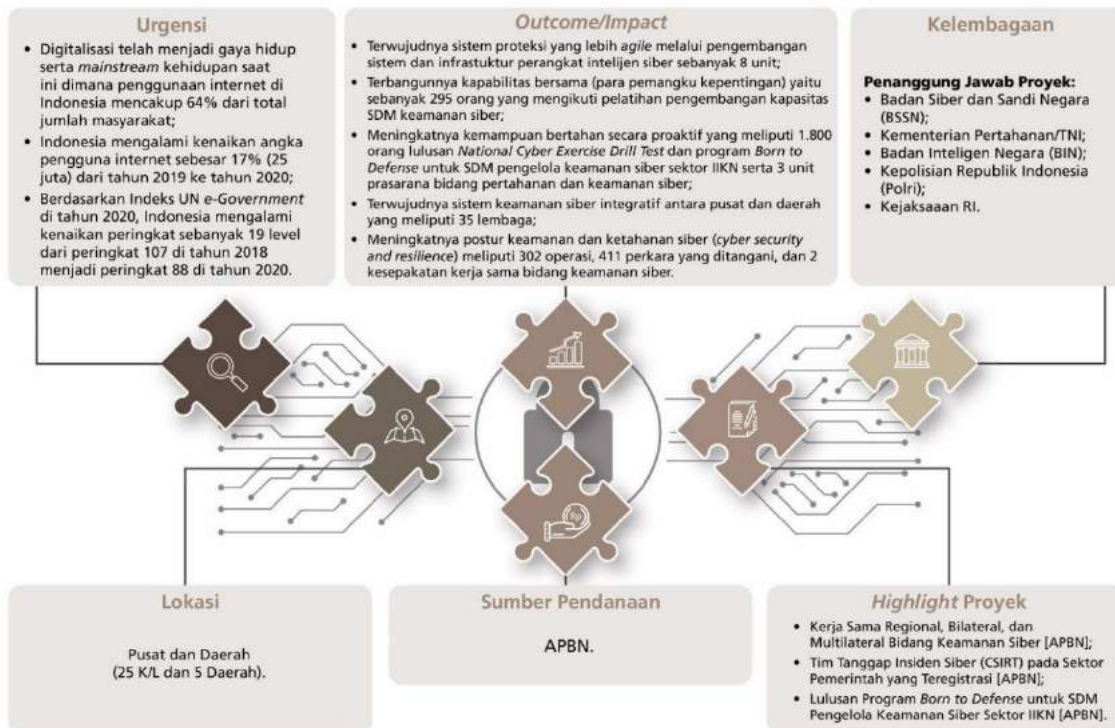 Urgensi
• Digitalisasi telah menjadi gaya hidup
serta mainstream kehidupan saat
ini dimana penggunaan internet di
Indonesia mencakup 64% dari total
jumlah masyarakat;
• Indonesia mengalami kenaikan angka
pengguna internet sebesar 17% (25
juta) dari tahun 2019 ke tahun 2020;
• Berdasarkan Indeks UN e-Government
di tahun 2020, Indonesia mengalami
kenaikan peringkat sebanyak 19 level
dari peringkat 107 di tahun 2018
menjadi peringkat 88 di tahun 2020.
Outcome/Impact
• Terwujudnya sistem proteksi yang lebih agile melalui pengembangan
sistem dan infrastuktur perangkat intelijen siber sebanyak 8 unit;
• Terbangunnya kapabilitas bersama (para pemangku kepentingan) yaitu
sebanyak 295 orang yang mengikuti pelatihan pengembangan kapasitas
SDM keamanan siber;
• Meningkatnya kemampuan bertahan secara proaktif yang meliputi 1.800
orang lulusan National Cyber Exercise Drill Test dan program Born to
Defense untuk SDM pengelola keamanan siber sektor IIKN serta 3 unit
prasarana bidang pertahanan dan keamanan siber;
• Terwujudnya sistem keamanan siber integratif antara pusat dan daerah
yang meliputi 35 lembaga;
• Meningkatnya postur keamanan dan ketahanan siber (cyber security
and resilience) meliputi 302 operasi, 411 perkara yang ditangani, dan 2
kesepakatan kerja sama bidang keamanan siber.
Kelembagaan
Penanggung Jawab Proyek:
• Badan Siber dan Sandi Negara
(BSSN);
• Kementerian Pertahanan/TNI;
• Badan Inteligen Negara (BIN);
• Kepolisian Republik Indonesia
(Polri);
• Kejaksaaan RI.
Rp
Lokasi
Pusat dan Daerah
(25 K/L dan 5 Daerah).
Sumber Pendanaan
APBN.
Highlight Proyek
• Kerja Sama Regional, Bilateral, dan
Multilateral Bidang Keamanan Siber [APBN];
• Tim Tanggap Insiden Siber (CSIRT) pada Sektor
Pemerintah yang Teregistrasi [APBN];
• Lulusan Program Born to Defense untuk SDM
Pengelola Keamanan Siber Sektor IIKN [APBN].